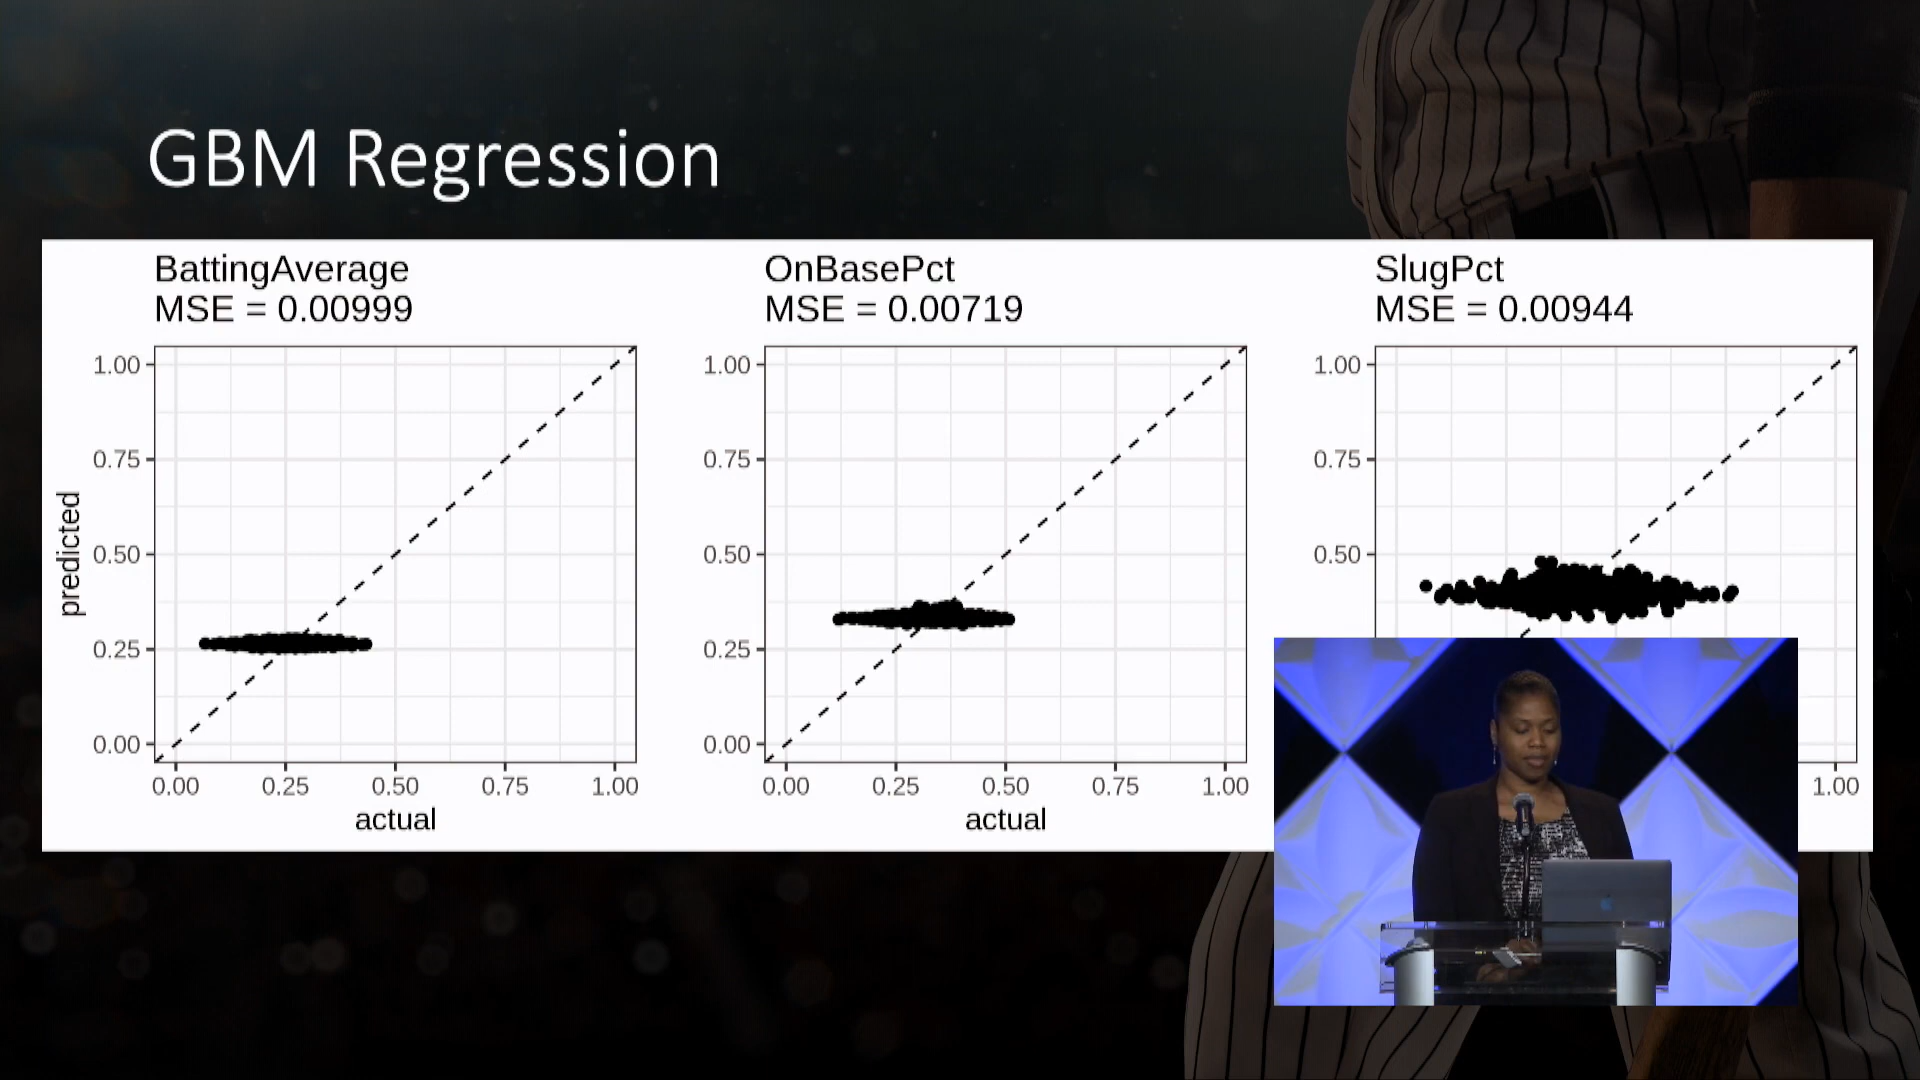 GBM Regression
BattingAverage
MSE = 0.00999
1.00
0.75
0.50
0.25
0.00
predicted
0.00 0.25 0.50 0.75 1.00
actual
OnBasePct
MSE = 0.00719
1.00
0.75
0.50
0.25
0.00
0.00 0.25 0.50 0.75 1.00
actual
SlugPct
MSE = 0.00944
1.00
0.75
0.50
1.00